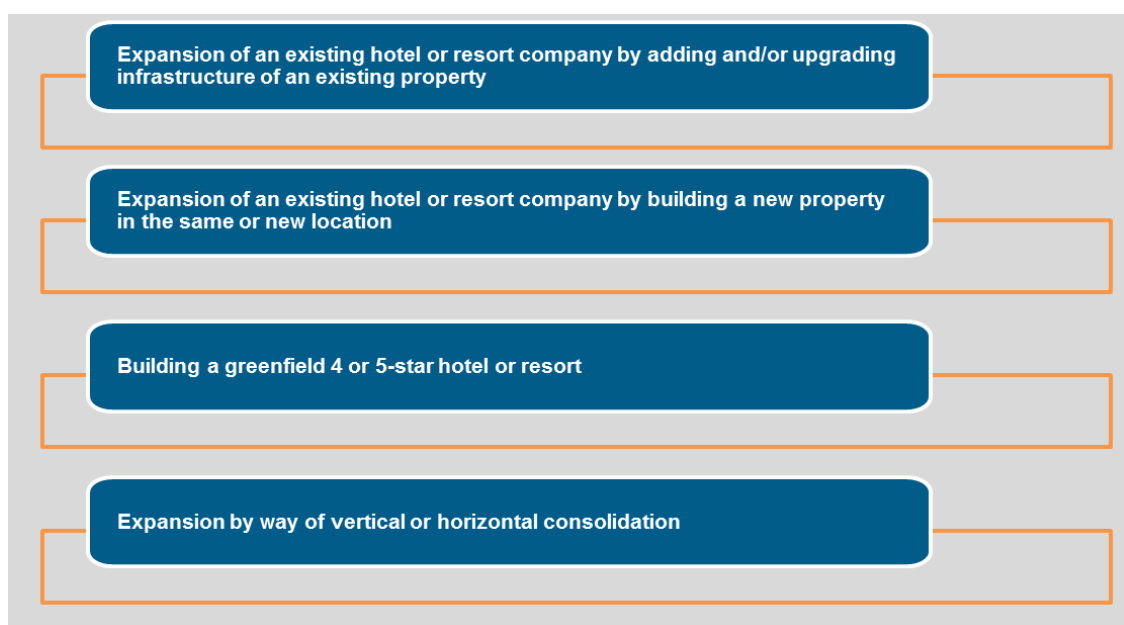 Expansion of an existing hotel or resort company by adding and/or upgrading
infrastructure of an existing property
Expansion of an existing hotel or resort company by building a new property
in the same or new location
Building a greenfield 4 or 5-star hotel or resort
Expansion by way of vertical or horizontal consolidation